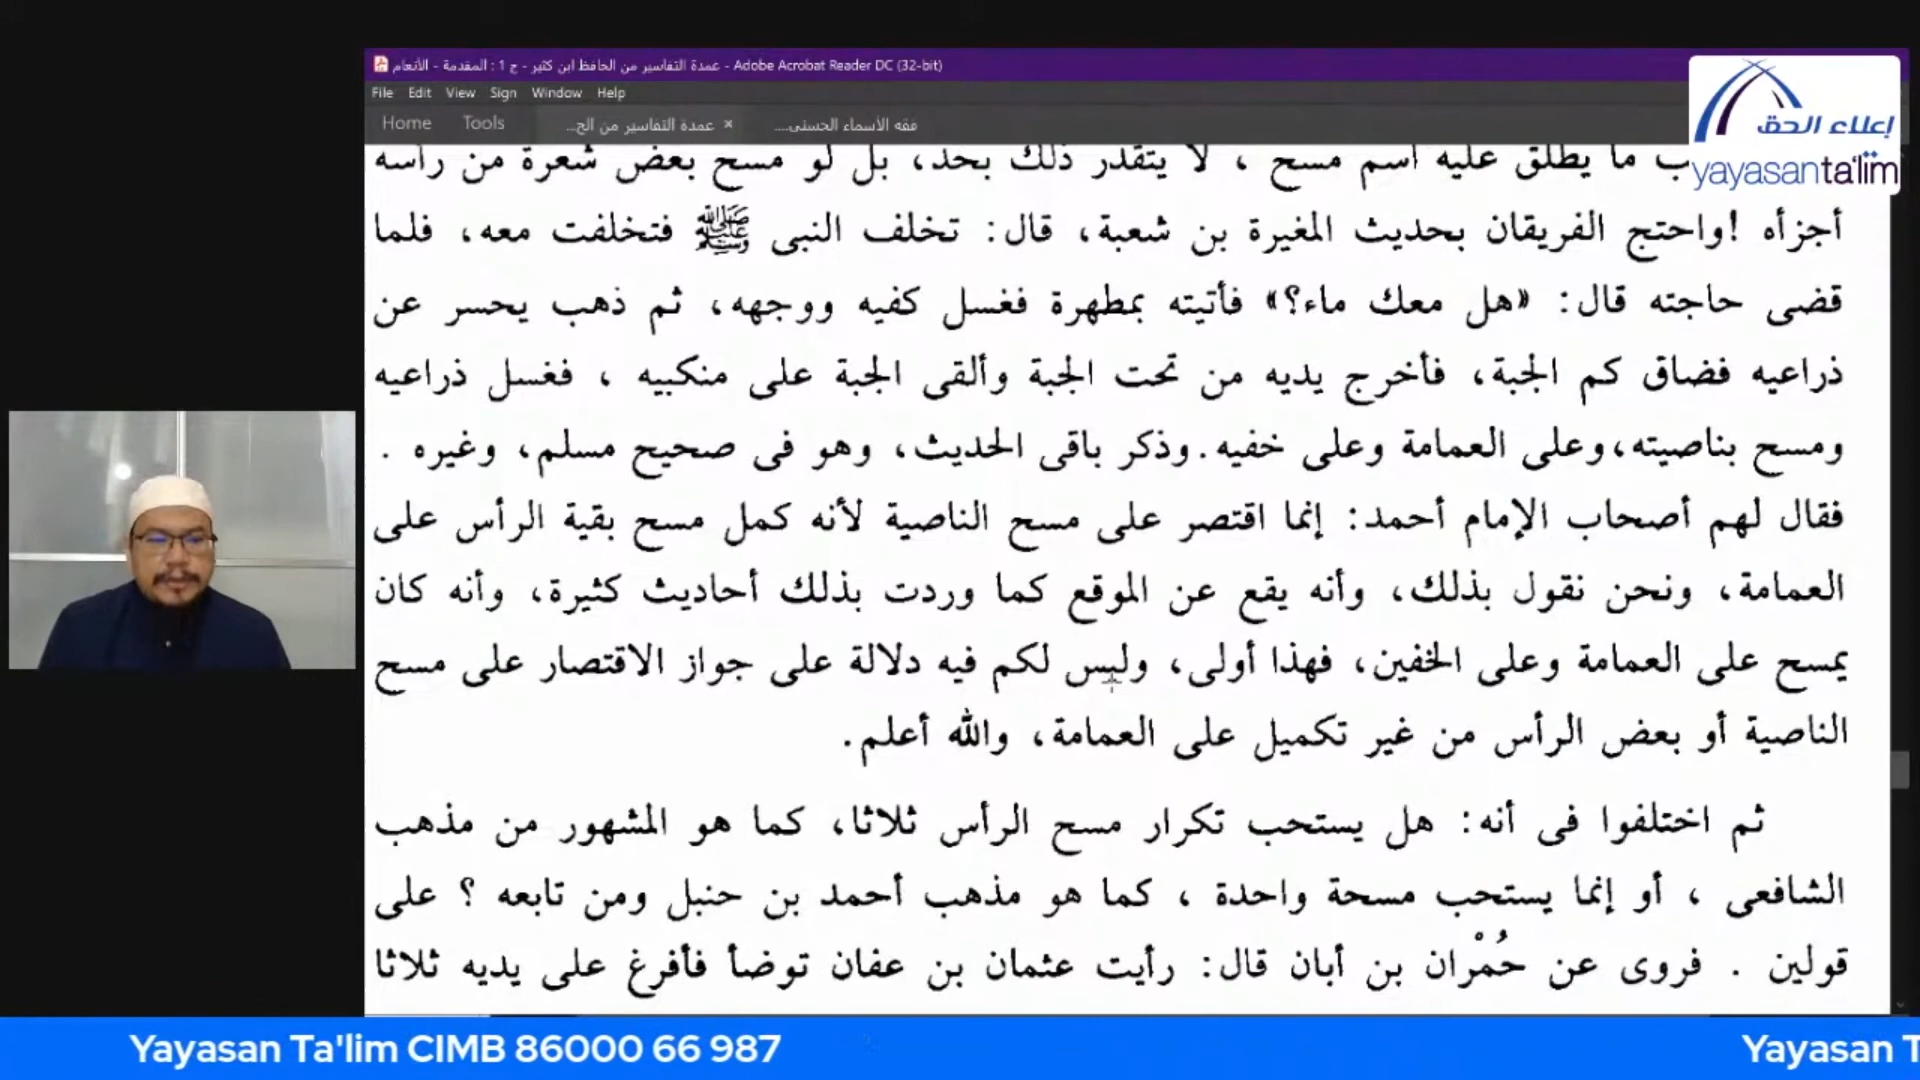 عمدة التفاسير من الحافظ ابن كثير - ج 1 : المقدمة - الأنعام - Adobe Acrobat Reader DC (32-bit)
File Edit View Sign Window Help
Home Tools عمدة التفاسير من الح... × فقه الأسماء الحسنى....
إعلاء الحق
yayasanta'lim
ما يطلق عليه اسم مسح ، لا يتقدر ذلك بحد، بل لو مسح بعض شعرة من رأسه
أجزأه !واحتج الفريقان بحديث المغيرة بن شعبة، قال: تخلف النبى ﷺ فتخلفت معه، فلما
قضى حاجته قال: «هل معك ماء؟» فأتيته بمطهرة فغسل كفيه ووجهه، ثم ذهب يحسر عن
ذراعيه فضاق كم الجبة، فأخرج يديه من تحت الجبة وألقى الجبة على منكبيه ، فغسل ذراعيه
ومسح بناصيته،وعلى العمامة وعلى خفيه.وذكر باقى الحديث، وهو فى صحيح مسلم، وغيره .
فقال لهم أصحاب الإمام أحمد: إنما اقتصر على مسح الناصية لأنه كمل مسح بقية الرأس على
العمامة، ونحن نقول بذلك، وأنه يقع عن الموقع كما وردت بذلك أحاديث كثيرة، وأنه كان
يمسح على العمامة وعلى الخفين، فهذا أولى، وليس لكم فيه دلالة على جواز الاقتصار على مسح
الناصية أو بعض الرأس من غير تكميل على العمامة، والله أعلم.
ثم اختلفوا فى أنه: هل يستحب تكرار مسح الرأس ثلاثا، كما هو المشهور من مذهب
الشافعى ، أو إنما يستحب مسحة واحدة ، كما هو مذهب أحمد بن حنبل ومن تابعه ؟ على
قولين . فروى عن حُمْران بن أبان قال: رأيت عثمان بن عفان توضأ فأفرغ على يديه ثلاثا
Yayasan Ta'lim CIMB 86000 66 987 Yayasan T